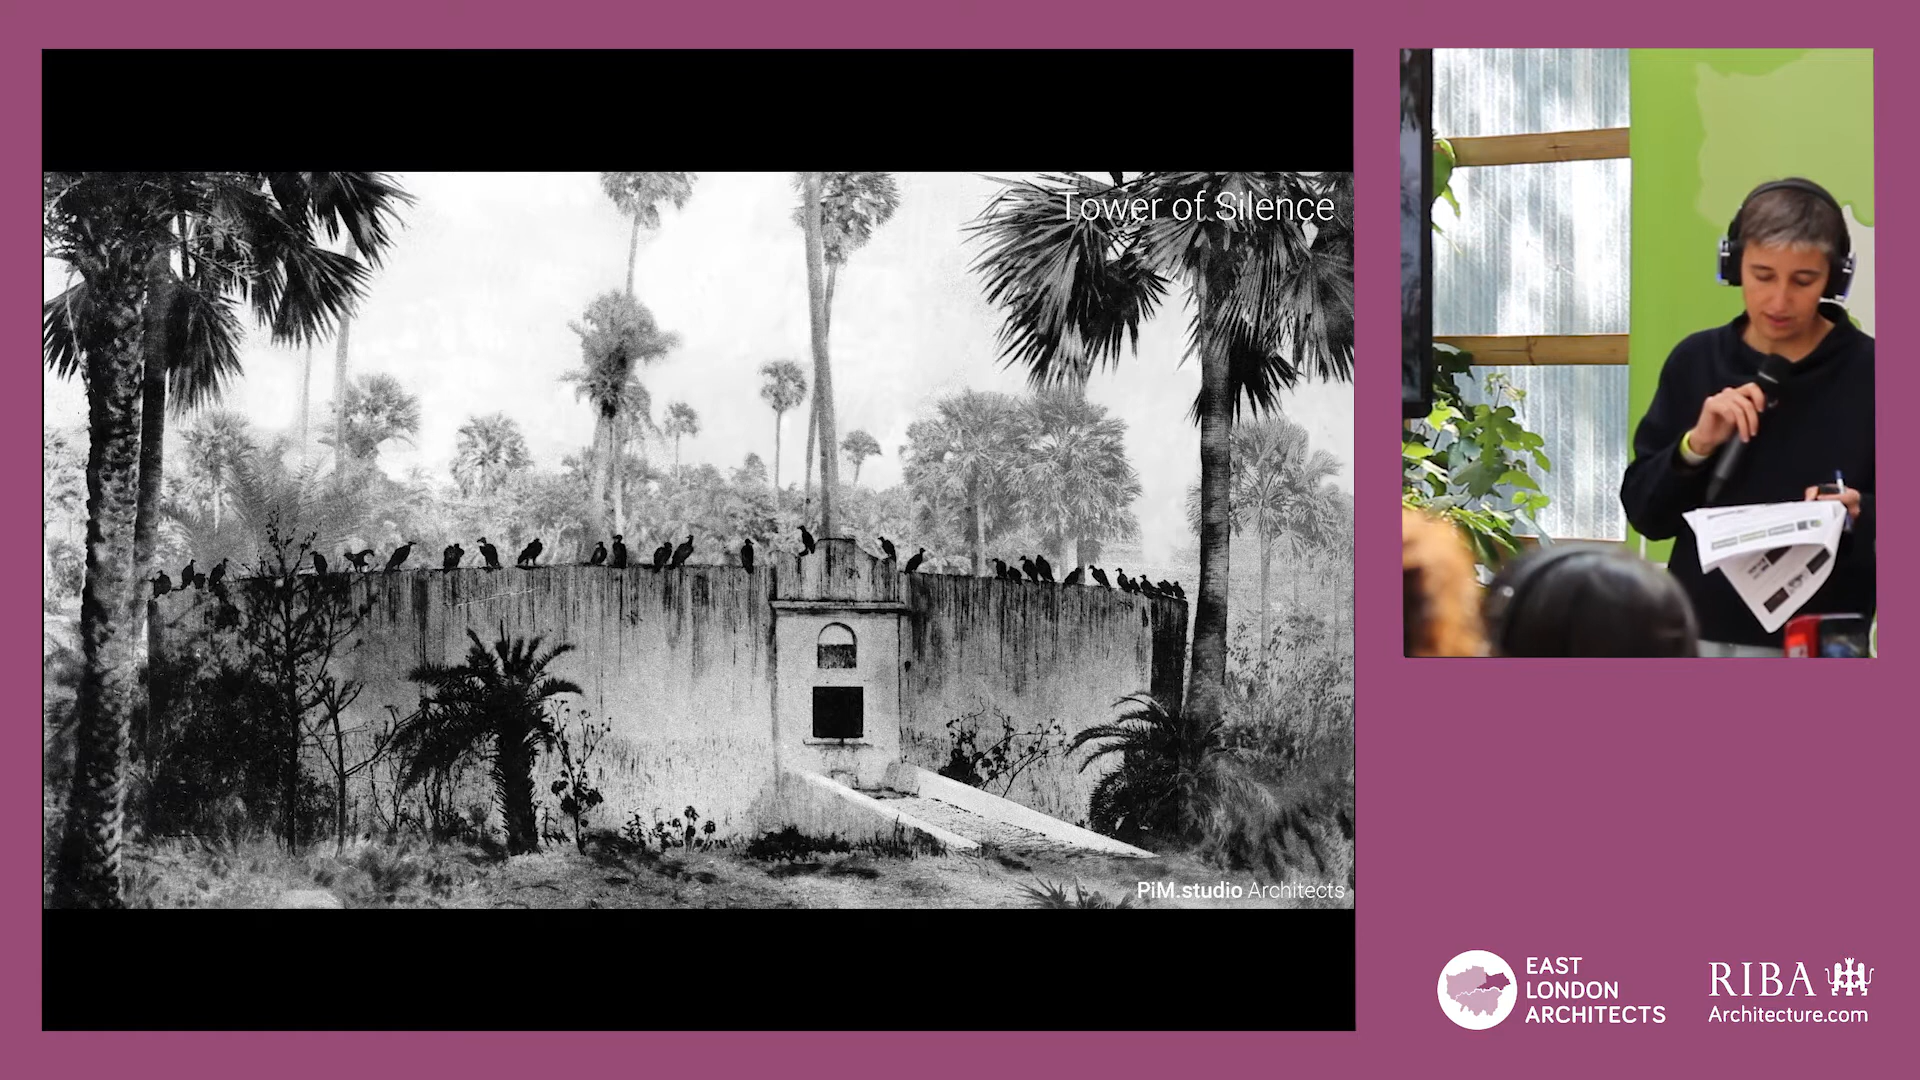 Tower of Silence
PiM.studio Architects
EAST
LONDON
ARCHITECTS
RIBA
Architecture.com